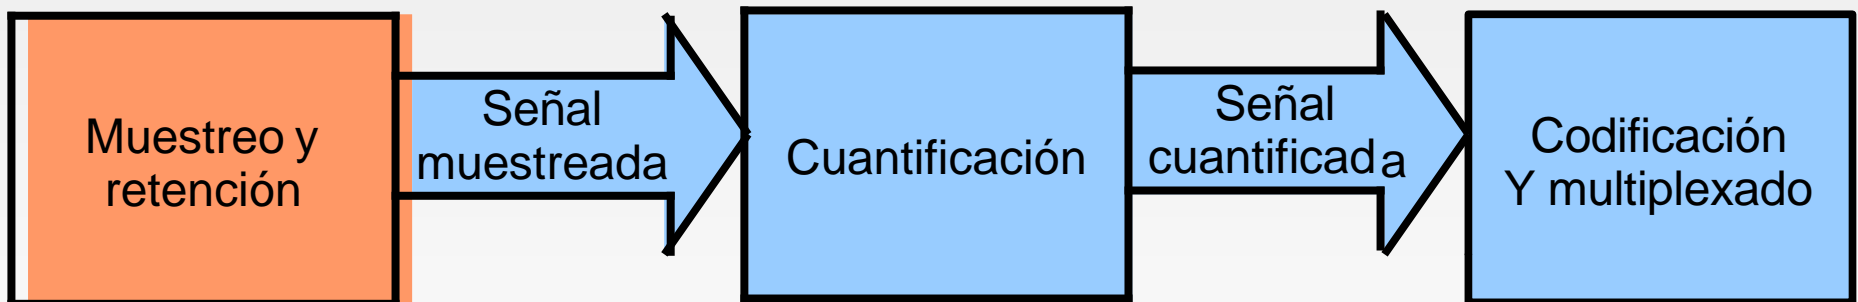 Muestreo y
retención
Señal
muestreada
Cuantificación
Señal
cuantificada
Codificación
Y multiplexado